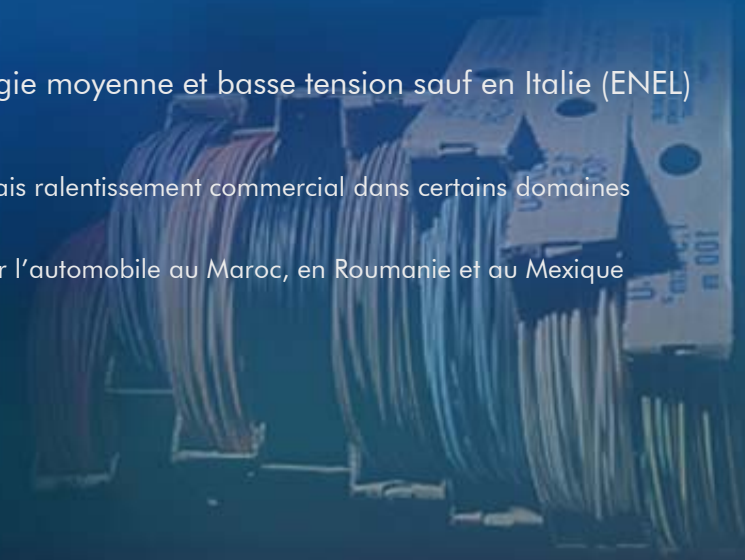 gie moyenne et basse tension sauf en Italie (ENEL)
ais ralentissement commercial dans certains domaines
r l’automobile au Maroc, en Roumanie et au Mexique